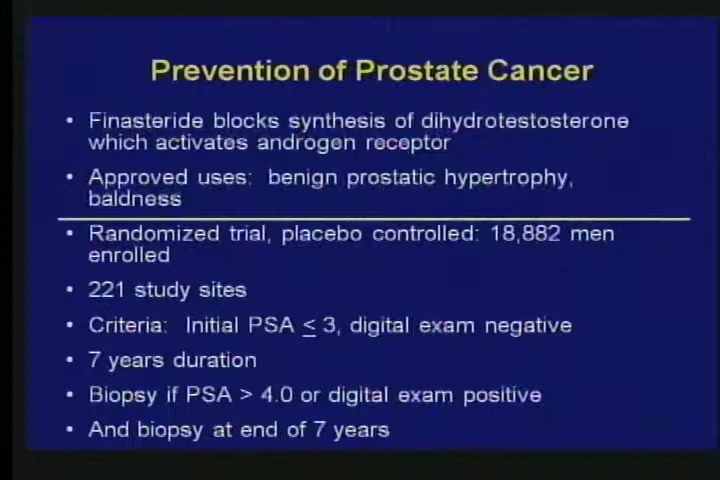 Prevention of Prostate Cancer
• Finasteride blocks synthesis of dihydrotestosterone
which activates androgen receptor
• Approved uses: benign prostatic hypertrophy,
baldness
• Randomized trial, placebo controlled: 18,882 men
enrolled
• 221 study sites
• Criteria: Initial PSA ≤ 3, digital exam negative
• 7 years duration
• Biopsy if PSA > 4.0 or digital exam positive
• And biopsy at end of 7 years